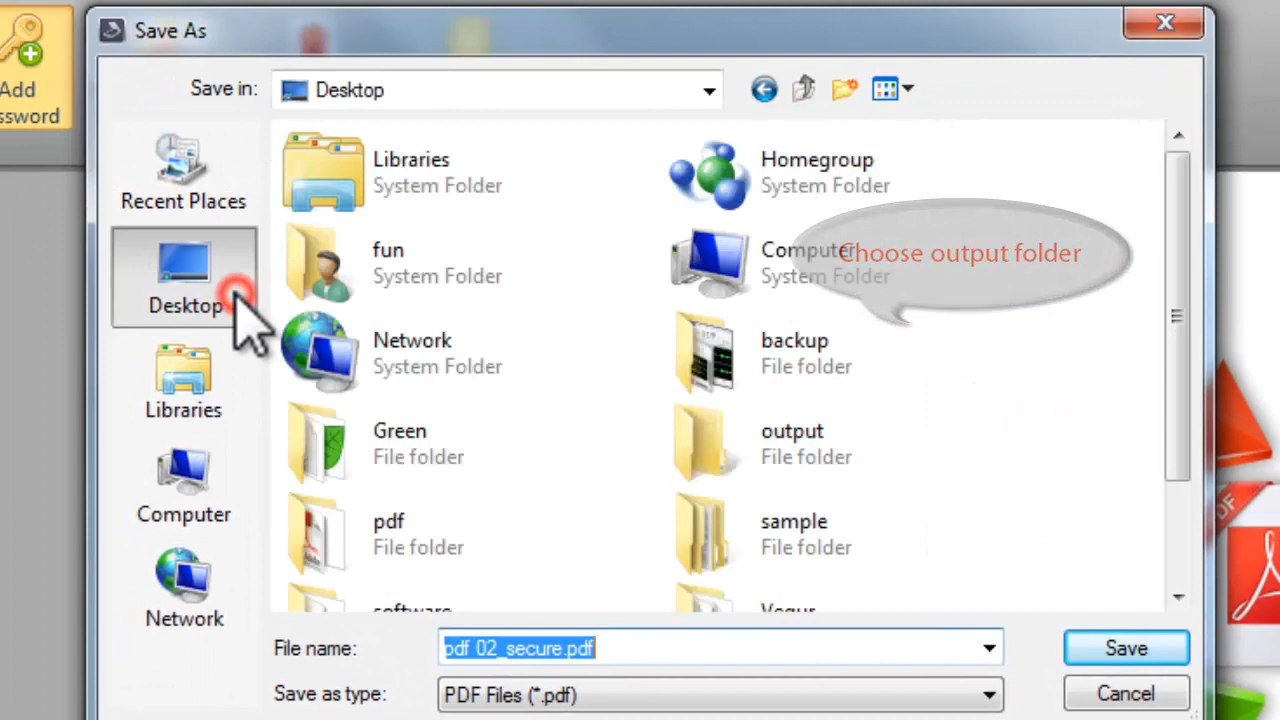 Save As
Add
ssword
Save in:
Desktop
Recent Places
Desktop
Libraries
Computer
Network
Libraries
System Folder
Homegroup
System Folder
fun
System Folder
Computer
System Folder
Choose output folder
Network
System Folder
backup
File folder
Green
File folder
output
File folder
pdf
File folder
sample
File folder
software
File name:
pdf 02_secure.pdf
Save
Save as type:
PDF Files (*.pdf)
Cancel